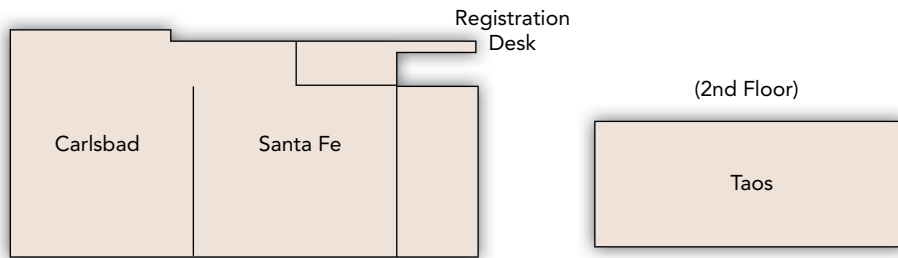 Registration
Desk
(2nd Floor)
Carlsbad
Santa Fe
Taos